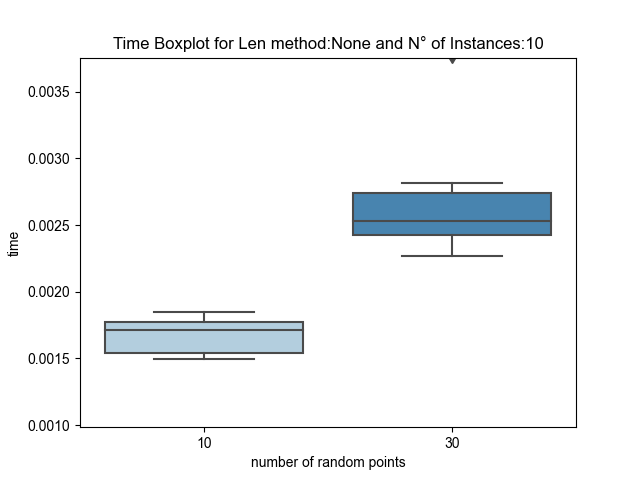 Time Boxplot for Len method:None and N° of Instances:10
0.0035
0.0030
0.0025
0.0020
0.0015
0.0010
time
10
30
number of random points